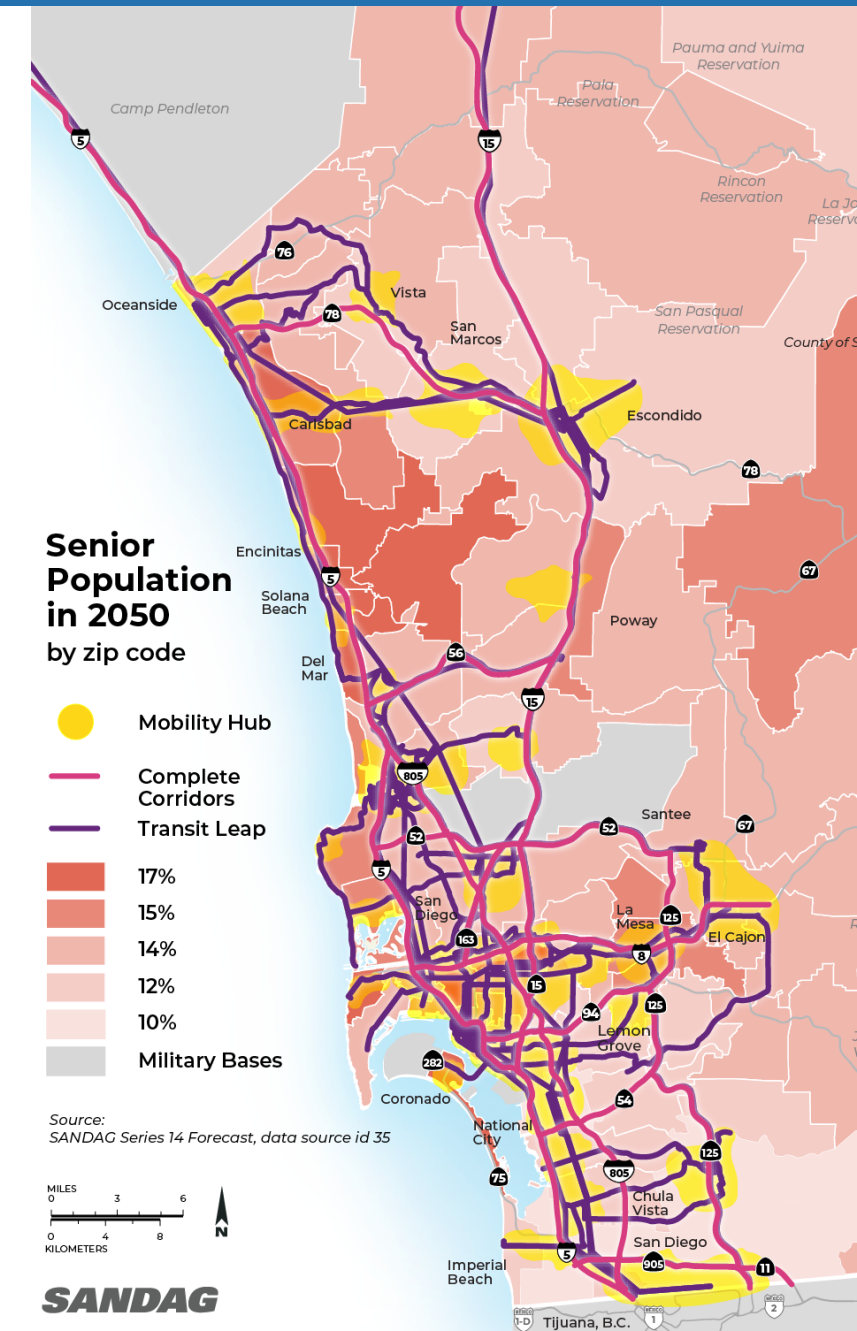 Pauma and Yuima
Reservation
Camp Pendleton
Pala
Reservation
5
15
Rincon
Reservation
76
Oceanside
Vista
78
San
Marcos
San Pasqual
Reservation
County of S
Escondido
Carlsbad
78
Senior
Population
in 2050
by zip code
Encinitas
5
67
Solana
Beach
Poway
56
Del
Mar
15
Mobility Hub
Complete
Corridors
Transit Leap
805
52
52
Santee
67
5
17%
15%
14%
12%
10%
Military Bases
San
Diego
La
Mesa
125
163
El Cajon
8
15
94
125
Lemon
Grove
282
Coronado
54
Source:
SANDAG Series 14 Forecast, data source id 35
National
City
125
75
805
Chula
Vista
MILES
0 3 6
0 4 8
KILOMETERS
N
San Diego
5
905
11
Imperial
Beach
SANDAG
1-D
Tijuana, B.C.
1
2